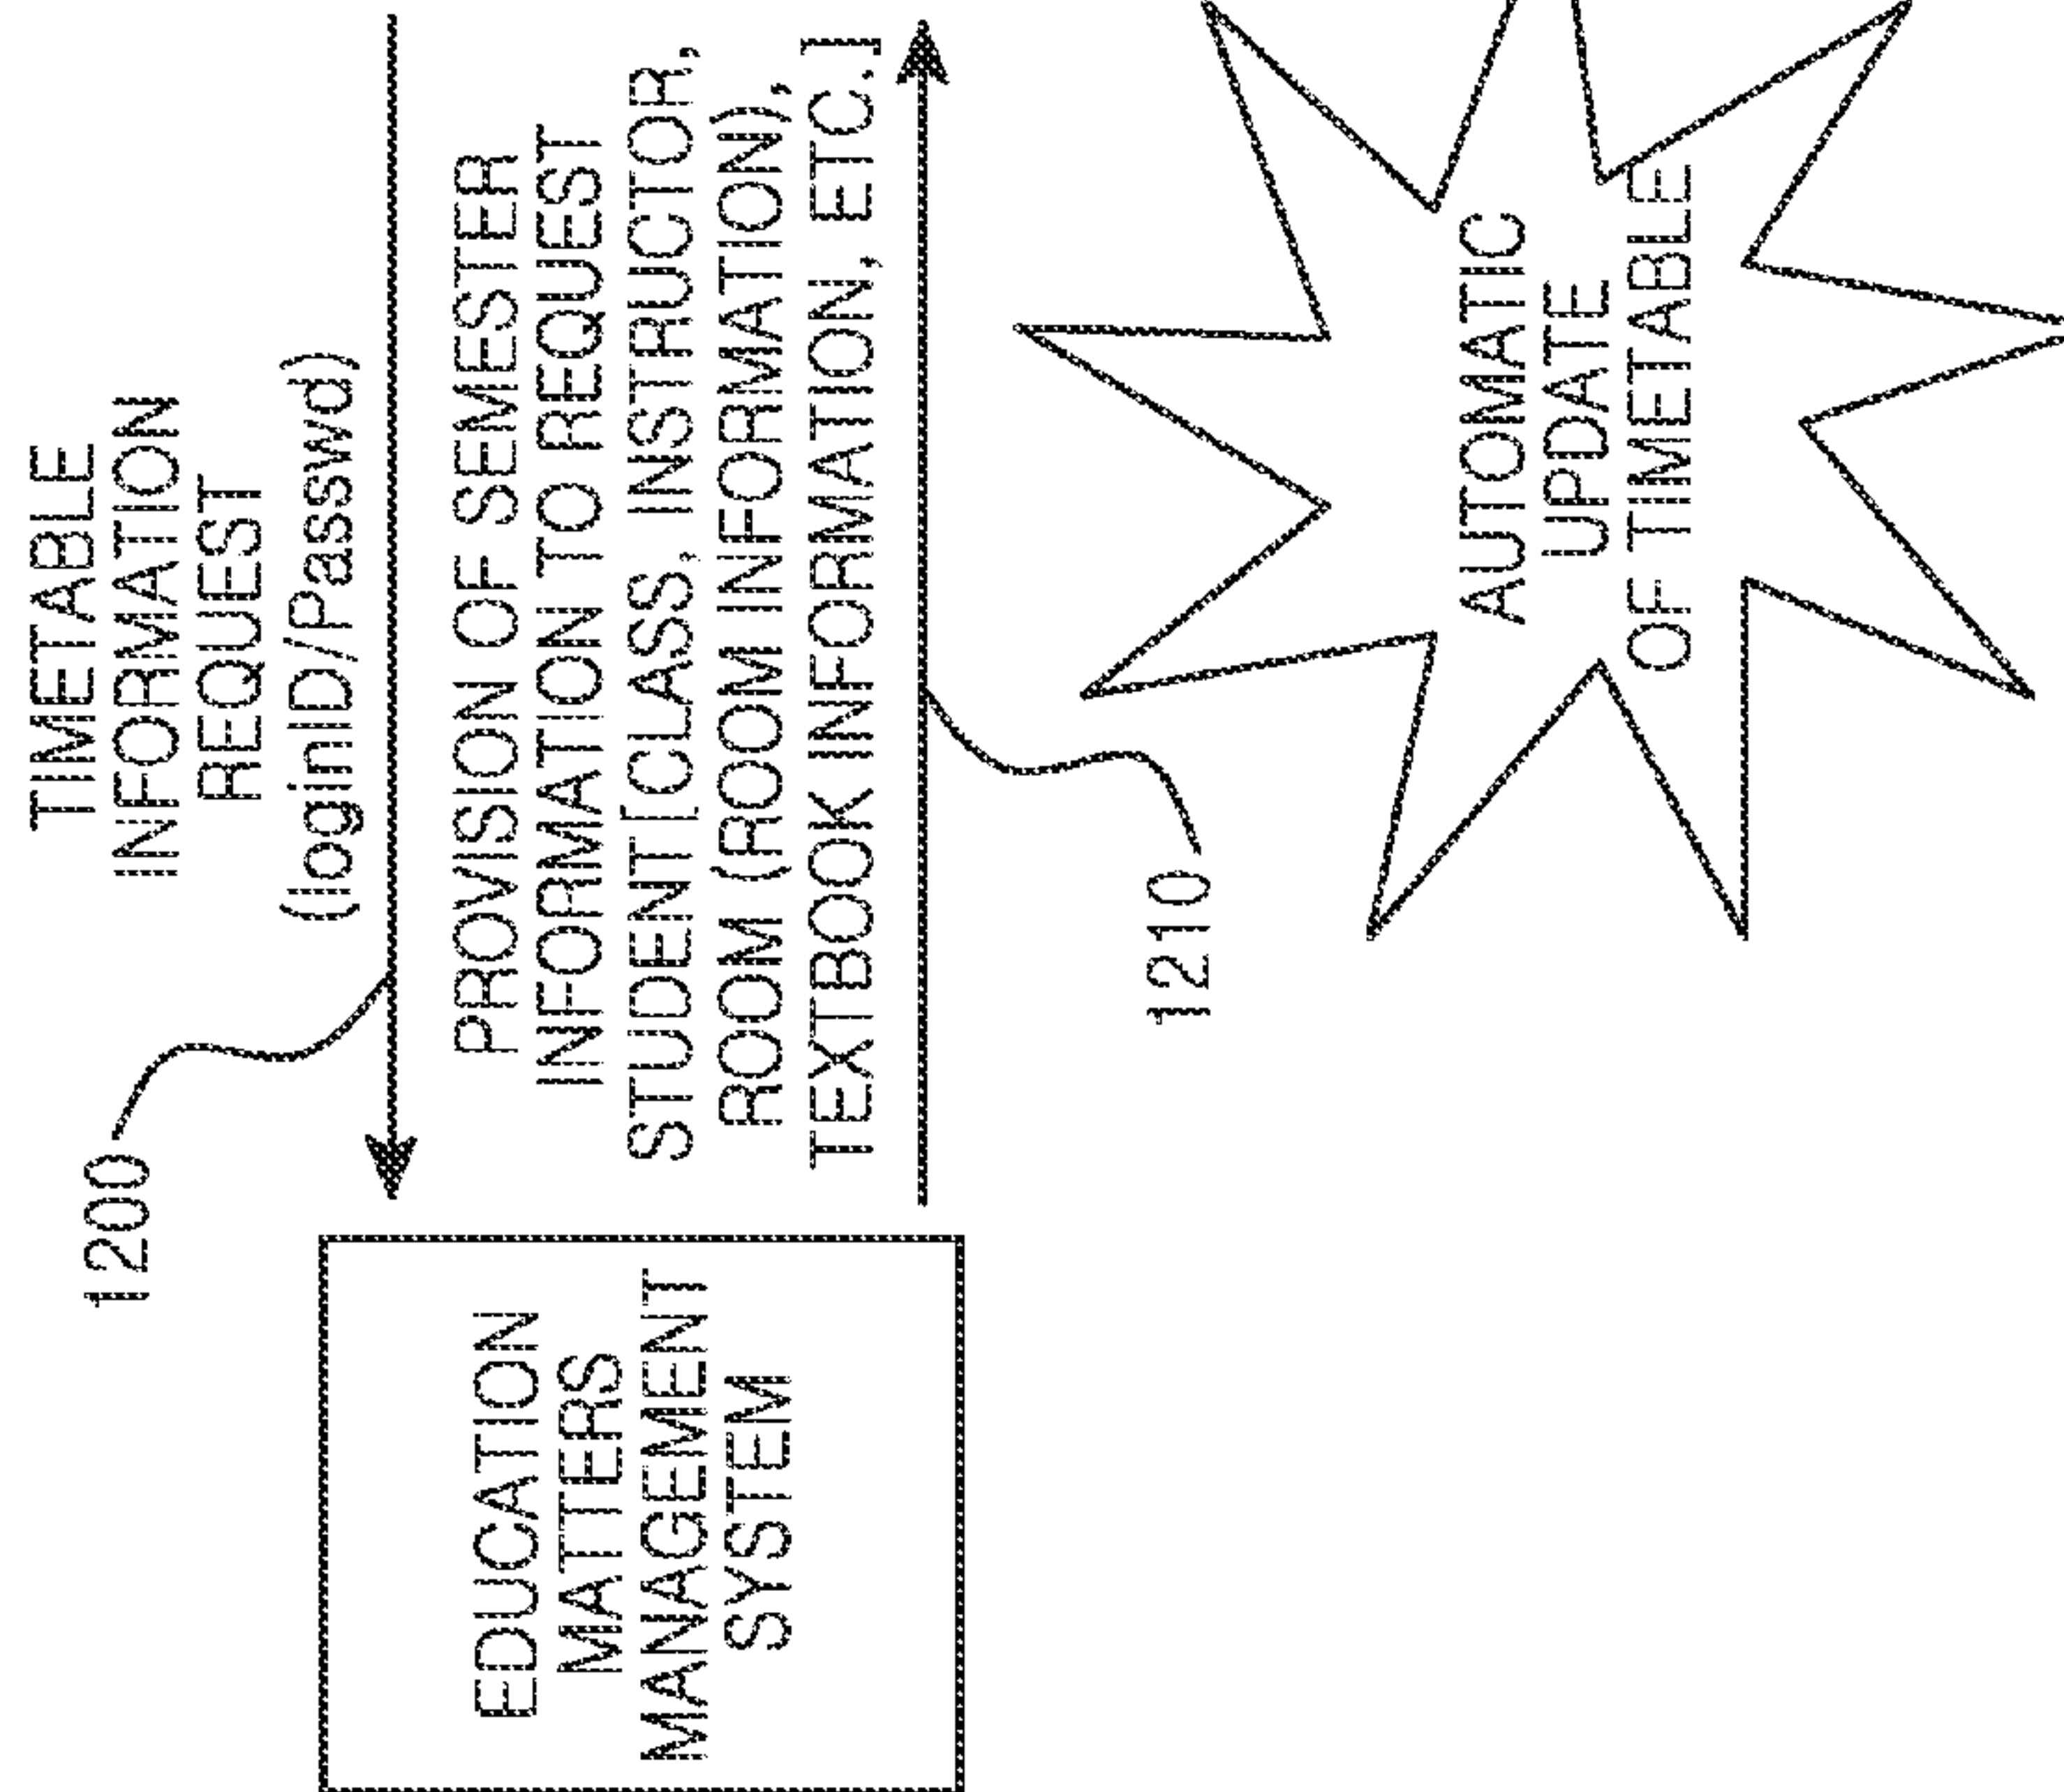 TIMETABLE
INFORMATION
REQUEST
(loginID/Passwd)
1200
PROVISION OF SEMESTER
INFORMATION TO REQUEST
STUDENT [CLASS, INSTRUCTOR,
ROOM (ROOM INFORMATION),
TEXTBOOK INFORMATION, ETC.]
1210
EDUCATION
MATTERS
MANAGEMENT
SYSTEM
AUTOMATIC
UPDATE
OF TIMETABLE